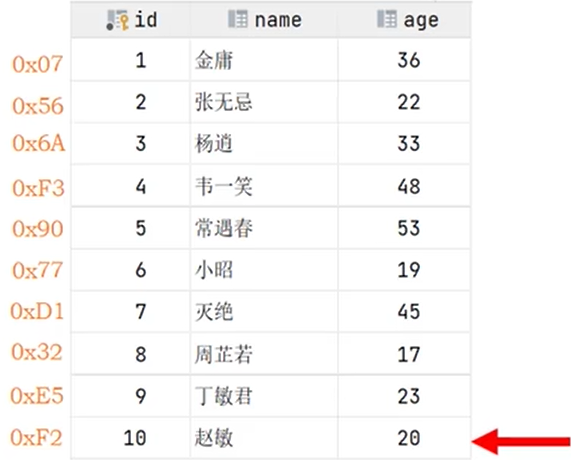 id name age
0x07 1 金庸 36
0x56 2 张无忌 22
0x6A 3 杨逍 33
0xF3 4 韦一笑 48
0x90 5 常遇春 53
0x77 6 小昭 19
0xD1 7 灭绝 45
0x32 8 周芷若 17
0xE5 9 丁敏君 23
0xF2 10 赵敏 20